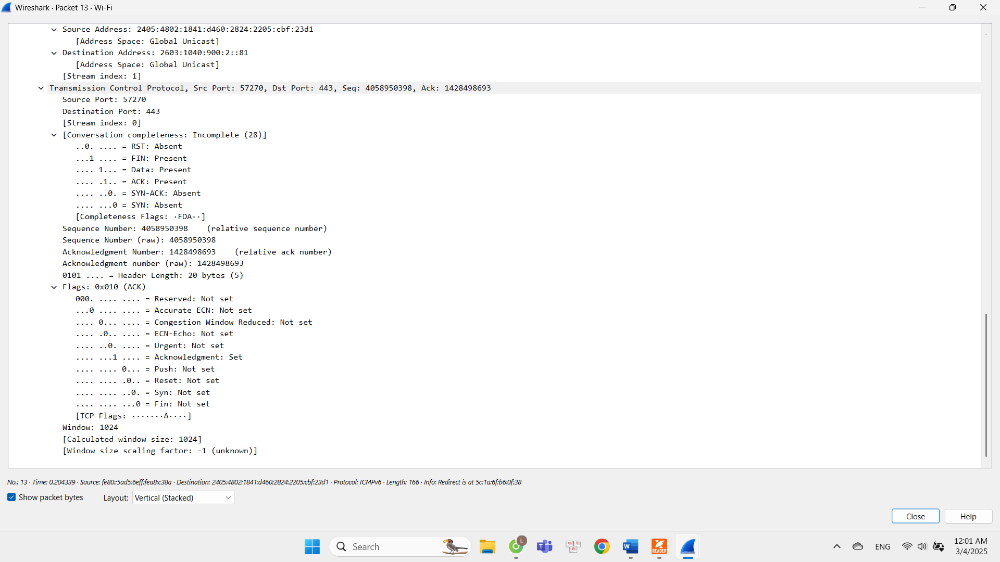 Wireshark · Packet 13 · Wi-Fi
Source Address: 2405:4802:1841:d460:2824:2205:cbf:23d1
[Address Space: Global Unicast]
Destination Address: 2603:1040:900:2::81
[Address Space: Global Unicast]
[Stream index: 1]
Transmission Control Protocol, Src Port: 57270, Dst Port: 443, Seq: 4058950398, Ack: 1428498693
Source Port: 57270
Destination Port: 443
[Stream index: 0]
[Conversation completeness: Incomplete (28)]
..0. .... = RST: Absent
...1 .... = FIN: Present
.... 1... = Data: Present
.... .1.. = ACK: Present
.... ..0. = SYN-ACK: Absent
.... ...0 = SYN: Absent
[Completeness Flags: ·FDA··]
Sequence Number: 4058950398    (relative sequence number)
Sequence Number (raw): 4058950398
Acknowledgment Number: 1428498693    (relative ack number)
Acknowledgment number (raw): 1428498693
0101 .... = Header Length: 20 bytes (5)
Flags: 0x010 (ACK)
000. .... .... = Reserved: Not set
...0 .... .... = Accurate ECN: Not set
.... 0... .... = Congestion Window Reduced: Not set
.... .0.. .... = ECN-Echo: Not set
.... ..0. .... = Urgent: Not set
.... ...1 .... = Acknowledgment: Set
.... .... 0... = Push: Not set
.... .... .0.. = Reset: Not set
.... .... ..0. = Syn: Not set
.... .... ...0 = Fin: Not set
[TCP Flags: ·······A····]
Window: 1024
[Calculated window size: 1024]
[Window size scaling factor: -1 (unknown)]
No.: 13 · Time: 0.204339 · Source: fe80::5ad5:6eff:fea8:c38a · Destination: 2405:4802:1841:d460:2824:2205:cbf:23d1 · Protocol: ICMPv6 · Length: 166 · Info: Redirect is at 5c:1a:6f:b6:0f:38
Show packet bytes Layout: Vertical (Stacked)
Close Help
Search L W READER ENG 12:01 AM
3/4/2025